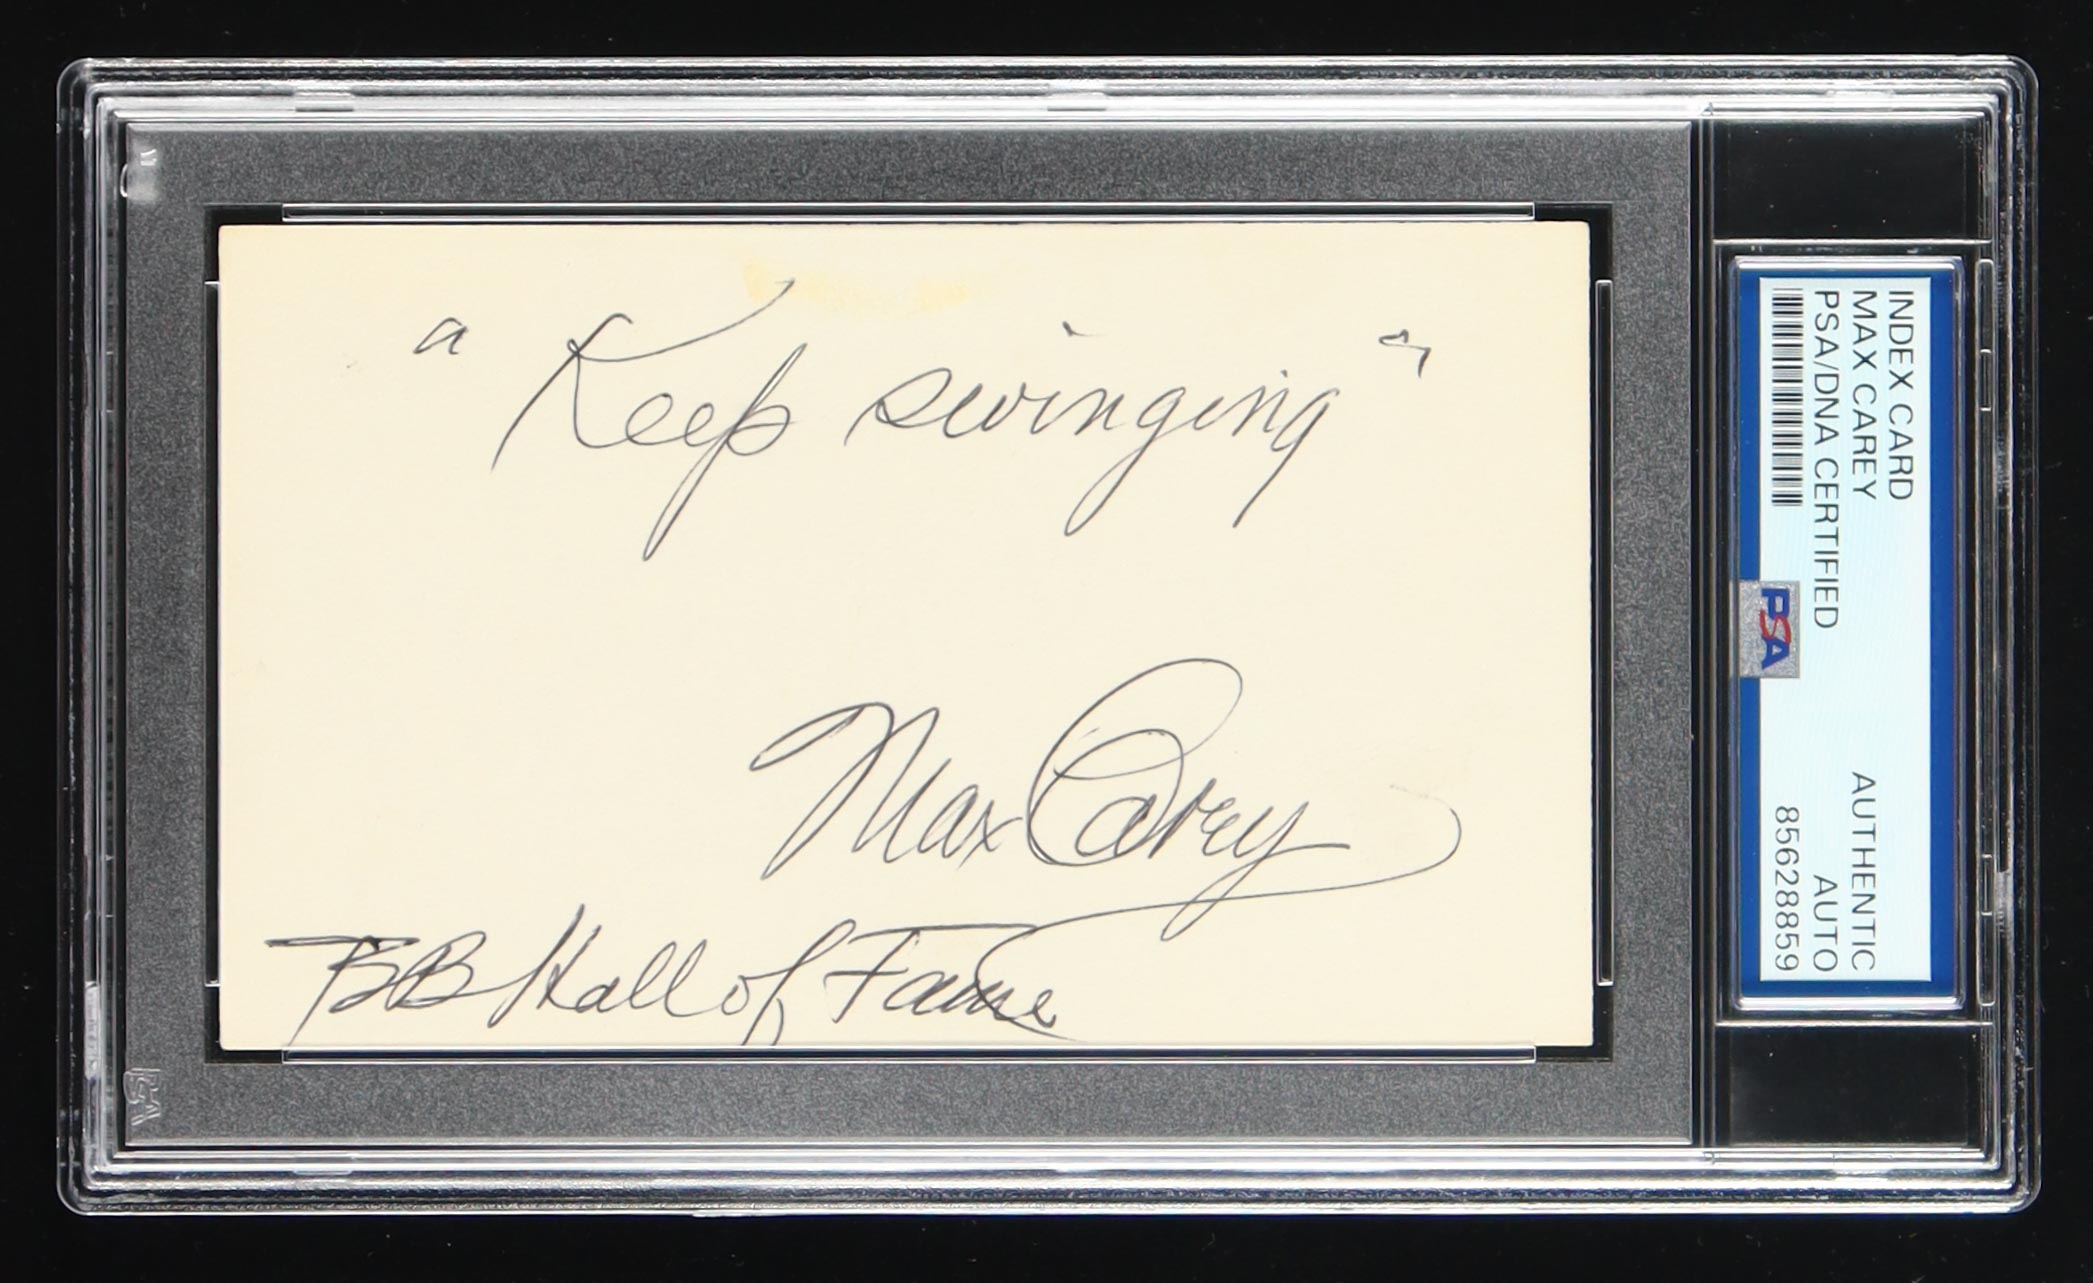 "Keep swinging"
Max Carey
BB Hall of Fame
INDEX CARD
MAX CAREY
PSA/DNA CERTIFIED
AUTHENTIC
AUTO
85628859
PSA
PSA